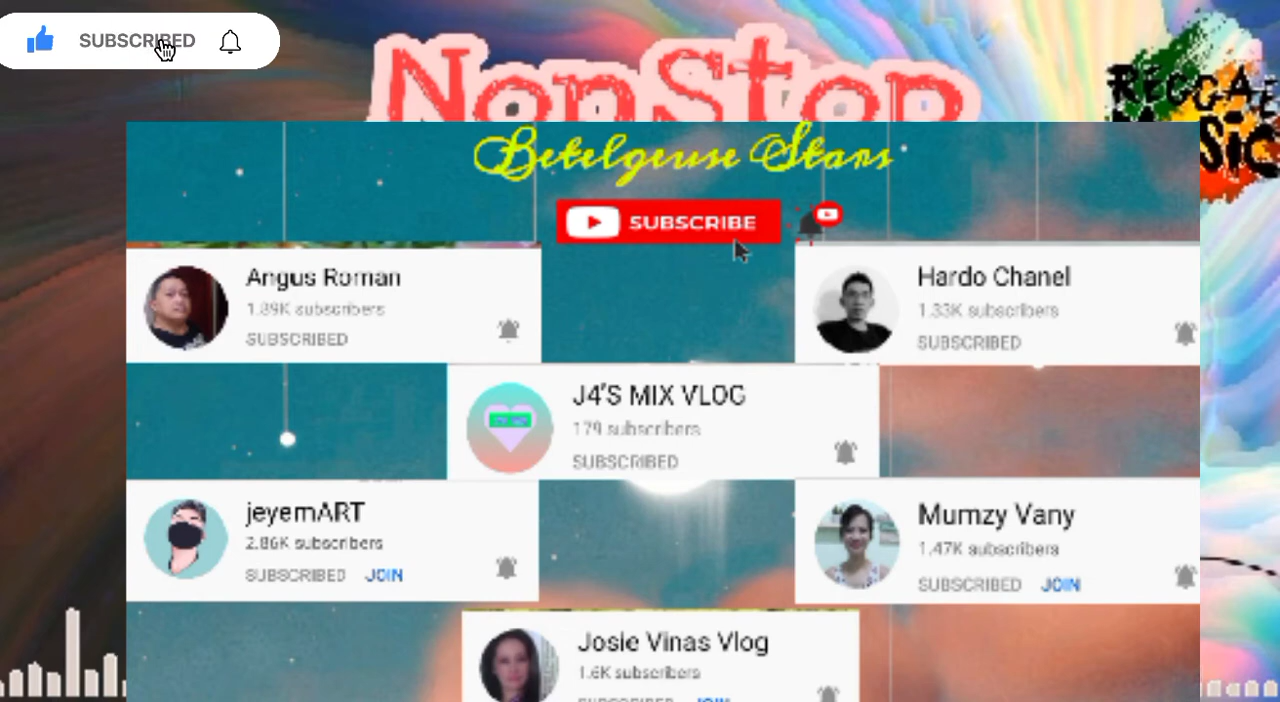 SUBSCRIBED
NonStop
REGGAE
MUSIC
Betelgeuse Stars
SUBSCRIBE
Angus Roman
1.89K subscribers
SUBSCRIBED
Hardo Chanel
1.33K subscribers
SUBSCRIBED
J4'S MIX VLOG
179 subscribers
SUBSCRIBED
jeyemART
2.86K subscribers
SUBSCRIBED JOIN
Mumzy Vany
1.47K subscribers
SUBSCRIBED JOIN
Josie Vinas Vlog
1.6K subscribers
SUBSCRIBED JOIN